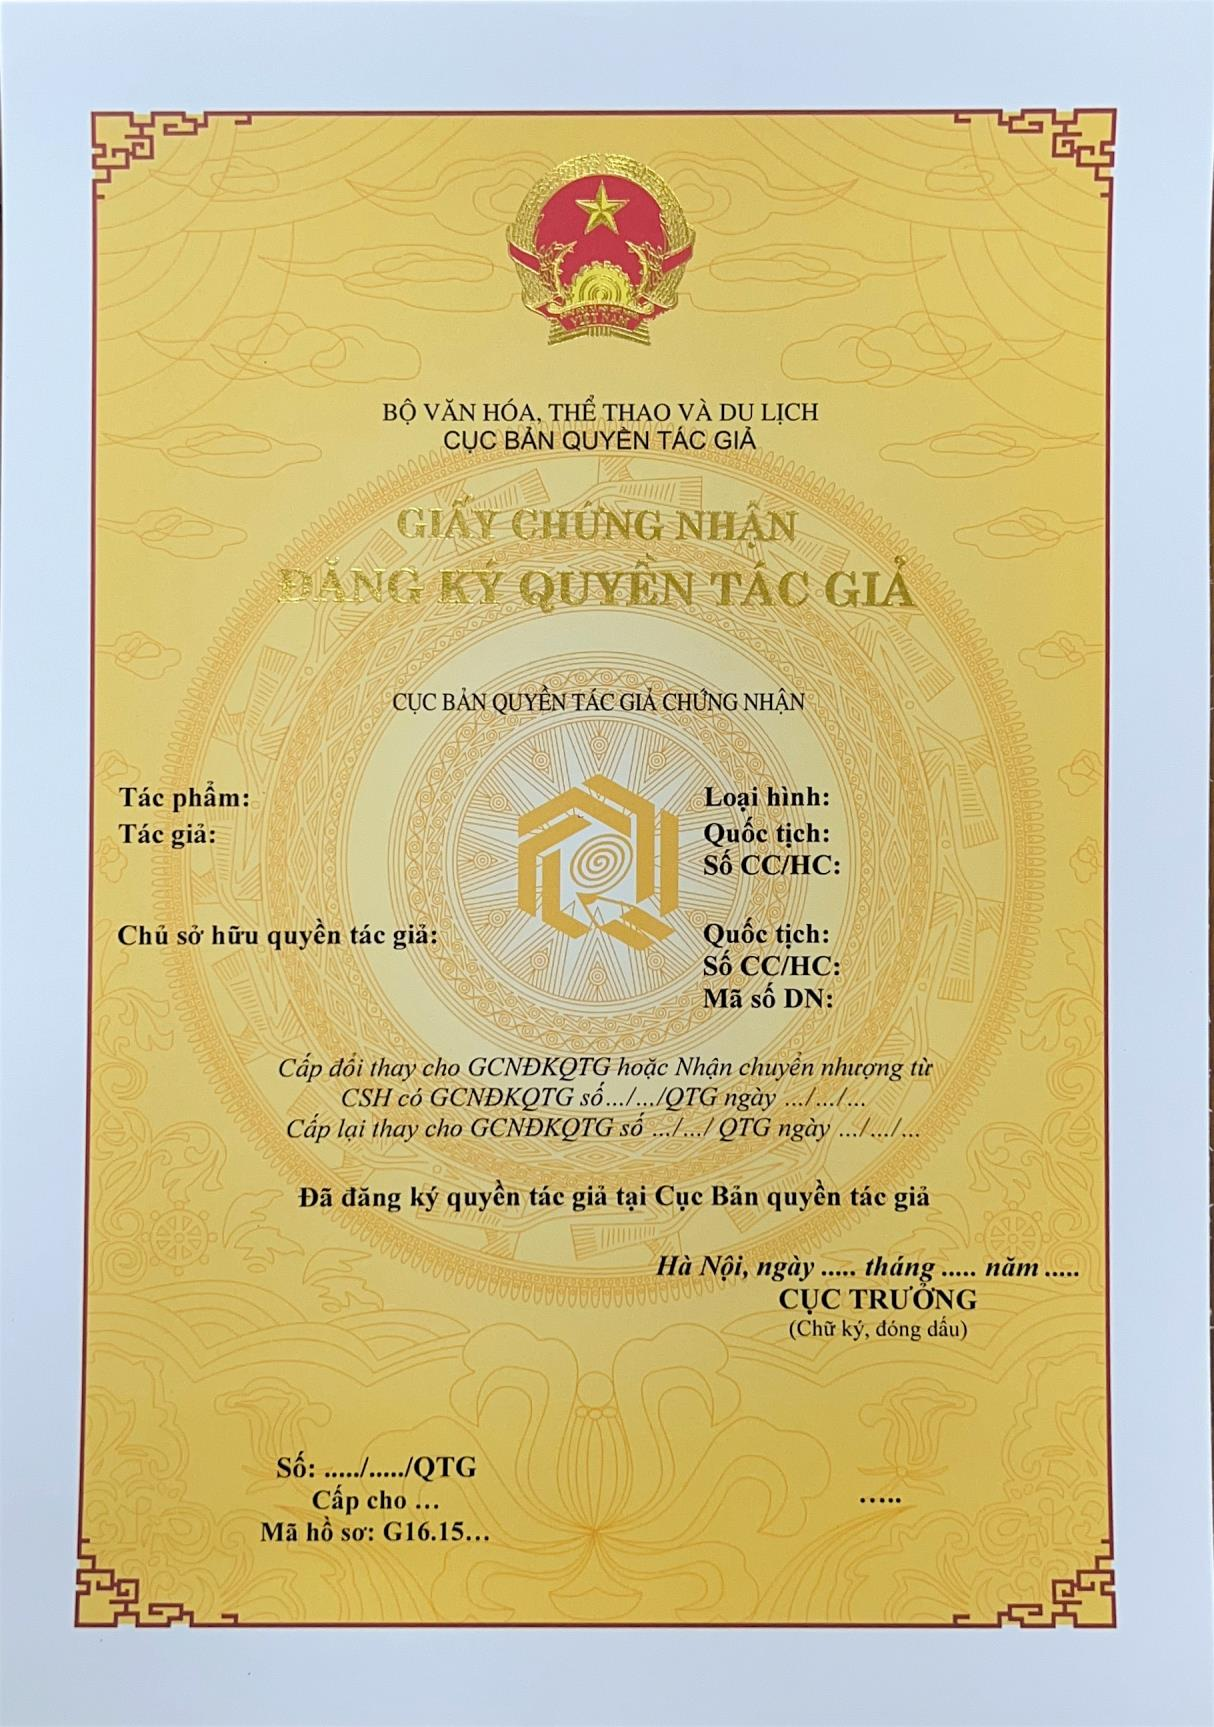 VIỆT NAM
BỘ VĂN HÓA, THỂ THAO VÀ DU LỊCH
CỤC BẢN QUYỀN TÁC GIẢ
GIẤY CHỨNG NHẬN
ĐĂNG KÝ QUYỀN TÁC GIẢ
CỤC BẢN QUYỀN TÁC GIẢ CHỨNG NHẬN
Tác phẩm: Loại hình:
Tác giả: Quốc tịch:
Số CC/HC:
Chủ sở hữu quyền tác giả: Quốc tịch:
Số CC/HC:
Mã số DN:
Cấp đổi thay cho GCNĐKQTG hoặc Nhận chuyển nhượng từ
CSH có GCNĐKQTG số.../.../QTG ngày .../.../...
Cấp lại thay cho GCNĐKQTG số .../.../ QTG ngày .../.../...
Đã đăng ký quyền tác giả tại Cục Bản quyền tác giả
Hà Nội, ngày ..... tháng ..... năm .....
CỤC TRƯỞNG
(Chữ ký, đóng dấu)
Số: ...../...../QTG
Cấp cho ... .....
Mã hồ sơ: G16.15...